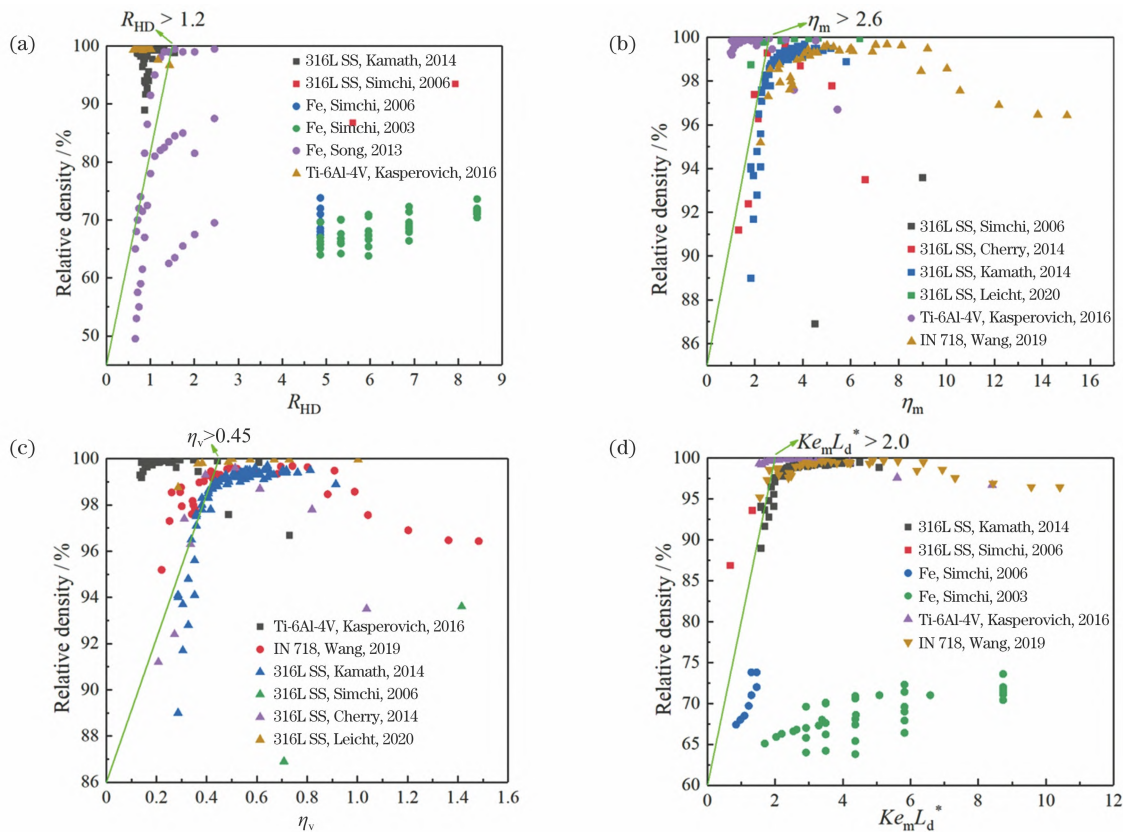 (a)
R_HD > 1.2
Relative density / %
100
90
80
70
60
50
316L SS, Kamath, 2014
316L SS, Simchi, 2006
Fe, Simchi, 2006
Fe, Simchi, 2003
Fe, Song, 2013
Ti-6Al-4V, Kasperovich, 2016
0 1 2 3 4 5 6 7 8 9
R_HD
(b)
η_m > 2.6
Relative density / %
100
98
96
94
92
90
88
86
316L SS, Simchi, 2006
316L SS, Cherry, 2014
316L SS, Kamath, 2014
316L SS, Leicht, 2020
Ti-6Al-4V, Kasperovich, 2016
IN 718, Wang, 2019
0 2 4 6 8 10 12 14 16
η_m
(c)
η_v>0.45
Relative density / %
100
98
96
94
92
90
88
86
Ti-6Al-4V, Kasperovich, 2016
IN 718, Wang, 2019
316L SS, Kamath, 2014
316L SS, Simchi, 2006
316L SS, Cherry, 2014
316L SS, Leicht, 2020
0 0.2 0.4 0.6 0.8 1.0 1.2 1.4 1.6
η_v
(d)
Ke_m L_d^* > 2.0
Relative density / %
100
95
90
85
80
75
70
65
60
316L SS, Kamath, 2014
316L SS, Simchi, 2006
Fe, Simchi, 2006
Fe, Simchi, 2003
Ti-6Al-4V, Kasperovich, 2016
IN 718, Wang, 2019
0 2 4 6 8 10 12
Ke_m L_d^*